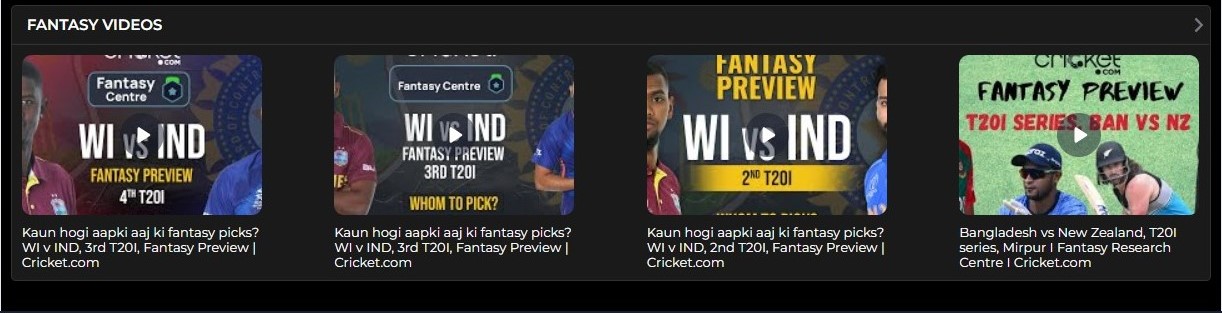 FANTASY VIDEOS
cricket
.COM
Fantasy
Centre
WI vs IND
FANTASY PREVIEW
4TH T20I
Kaun hogi aapki aaj ki fantasy picks?
WI v IND, 3rd T20I, Fantasy Preview |
Cricket.com
Fantasy Centre
WI vs IND
FANTASY PREVIEW
3RD T20I
WHOM TO PICK?
Kaun hogi aapki aaj ki fantasy picks?
WI v IND, 3rd T20I, Fantasy Preview |
Cricket.com
FANTASY
PREVIEW
WI vs IND
2ND T20I
WHOM TO PICK?
Kaun hogi aapki aaj ki fantasy picks?
WI v IND, 2nd T20I, Fantasy Preview |
Cricket.com
cricket
.COM
FANTASY PREVIEW
T20I SERIES, BAN VS NZ
Bangladesh vs New Zealand, T20I
series, Mirpur I Fantasy Research
Centre I Cricket.com